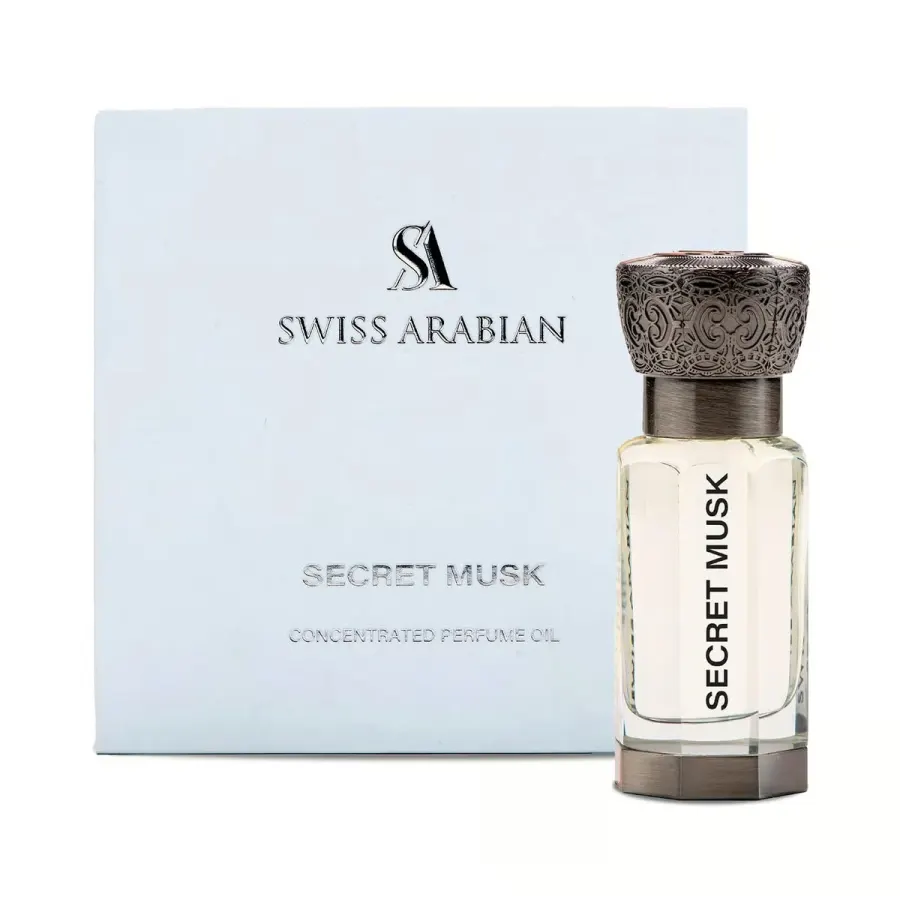 SA
SWISS ARABIAN
SECRET MUSK
CONCENTRATED PERFUME OIL
SECRET MUSK